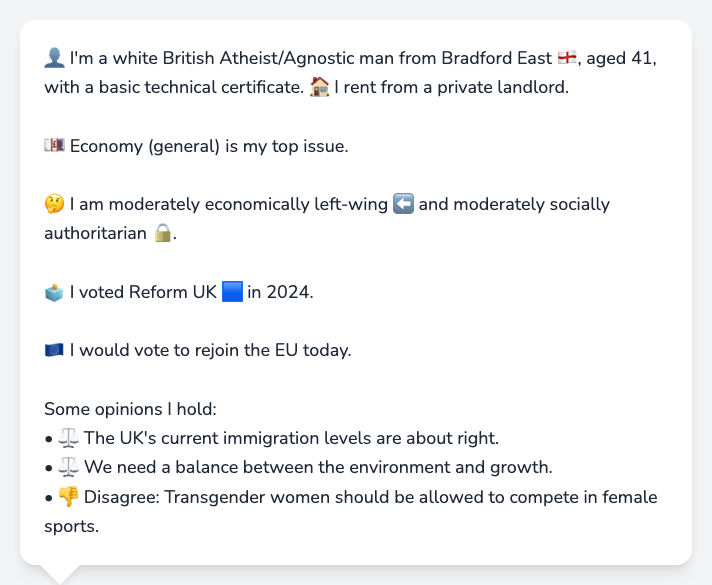 👤 I'm a white British Atheist/Agnostic man from Bradford East 🏴󠁧󠁢󠁥󠁮󠁧󠁿, aged 41,
with a basic technical certificate. 🏠 I rent from a private landlord.
💷 Economy (general) is my top issue.
🤔 I am moderately economically left-wing ⬅️ and moderately socially
authoritarian 🔒.
🗳️ I voted Reform UK 🟦 in 2024.
🇪🇺 I would vote to rejoin the EU today.
Some opinions I hold:
• ⚖️ The UK's current immigration levels are about right.
• ⚖️ We need a balance between the environment and growth.
• 👎 Disagree: Transgender women should be allowed to compete in female
sports.